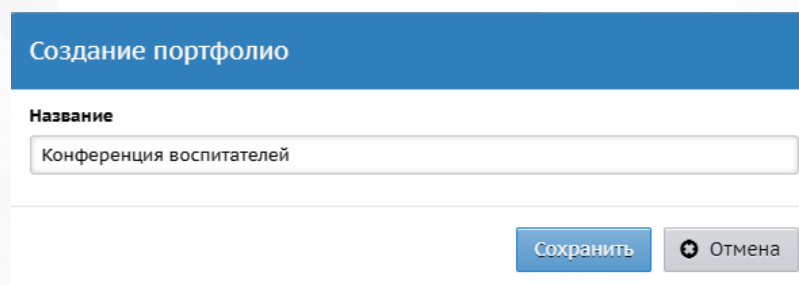 Создание портфолио
Название
Конференция воспитателей
Сохранить
Отмена